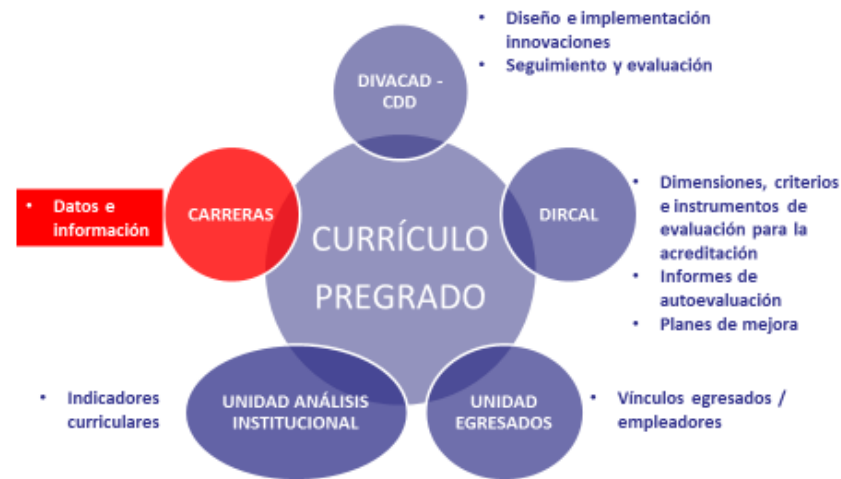 • Diseño e implementación
innovaciones
• Seguimiento y evaluación
DIVACAD -
CDD
• Datos e
información
CARRERAS
CURRÍCULO
PREGRADO
DIRCAL
• Dimensiones, criterios
e instrumentos de
evaluación para la
acreditación
• Informes de
autoevaluación
• Planes de mejora
• Indicadores
curriculares
UNIDAD ANÁLISIS
INSTITUCIONAL
UNIDAD
EGRESADOS
• Vínculos egresados /
empleadores